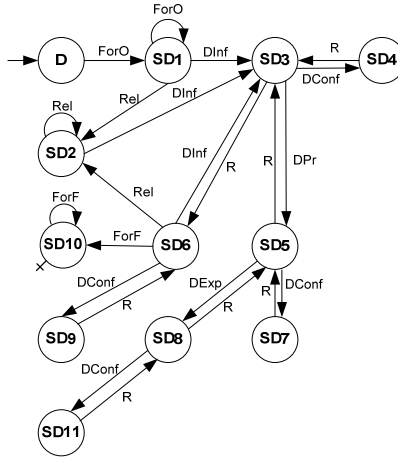 ForO
D
ForO
SD1
DInf
SD3
R
DConf
SD4
Rel
DInf
Rel
SD2
DInf
R
R
DPr
Rel
ForF
SD10
ForF
SD6
SD5
DConf
R
DExp
R
R
DConf
SD9
SD8
SD7
DConf
R
SD11